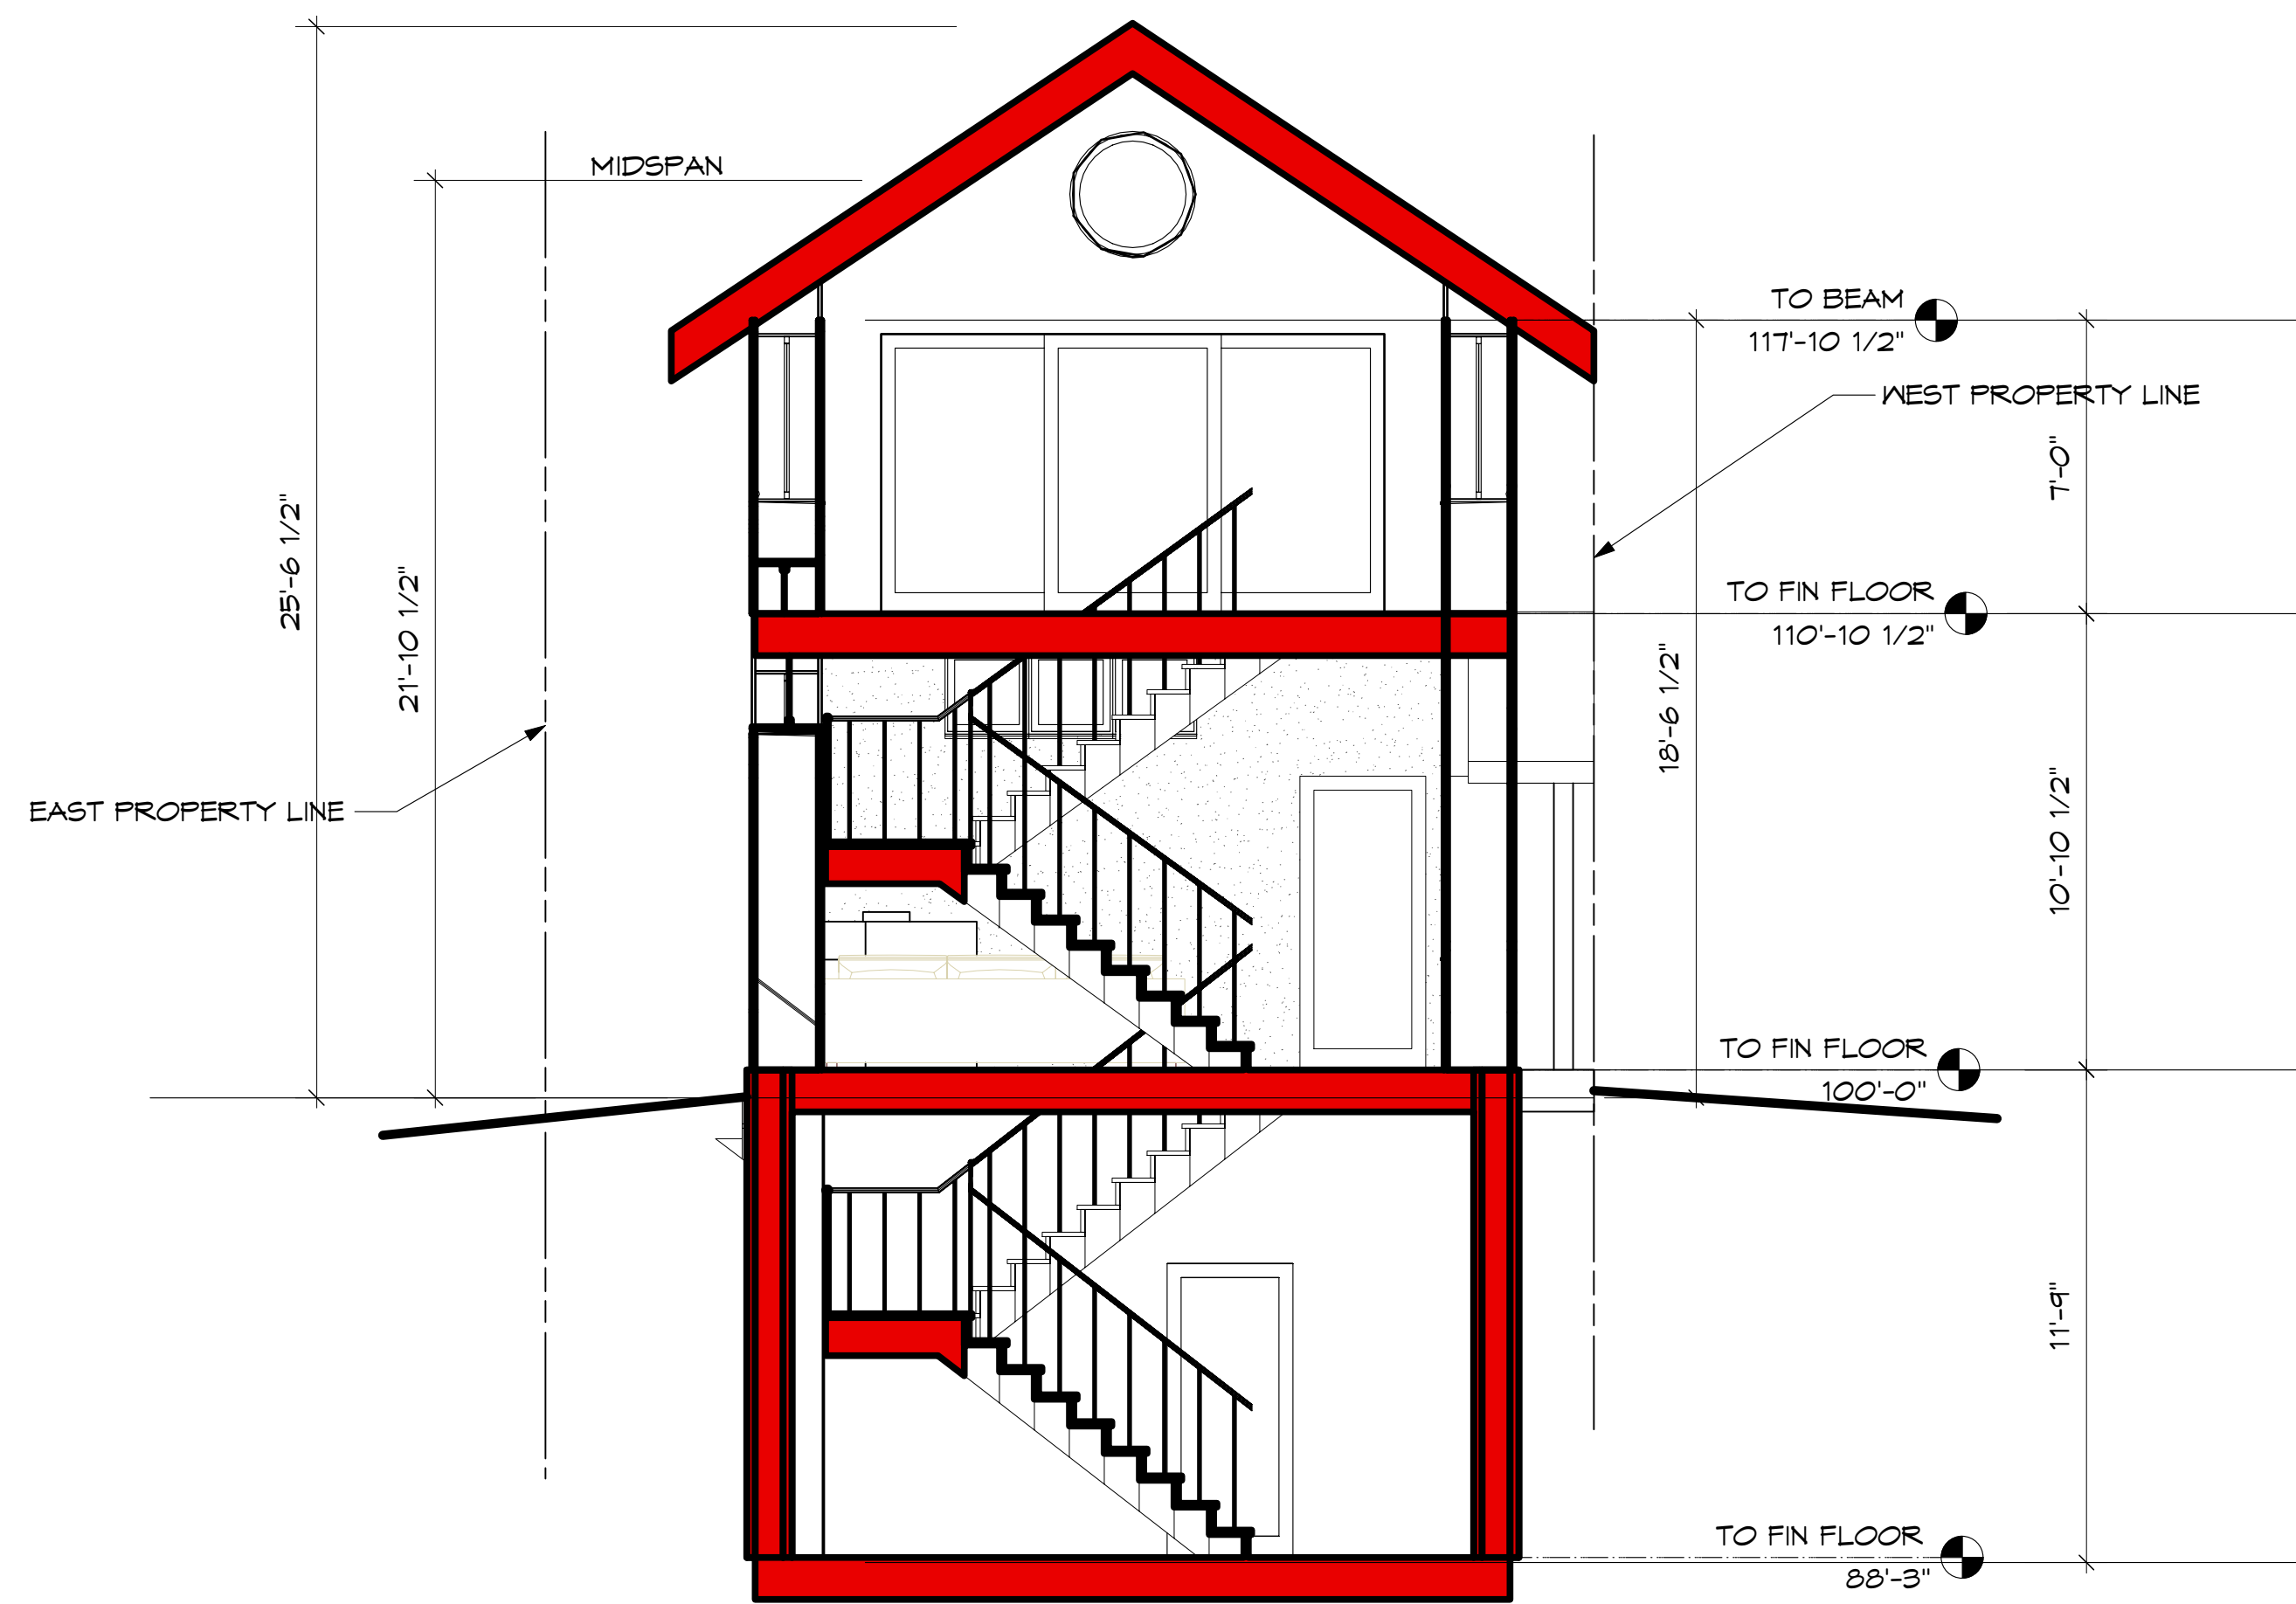 MIDSPAN
TO BEAM
117'-10 1/2"
WEST PROPERTY LINE
7'-0"
25'-6 1/2"
21'-10 1/2"
TO FIN FLOOR
110'-10 1/2"
18'-6 1/2"
EAST PROPERTY LINE
10'-10 1/2"
TO FIN FLOOR
100'-0"
11'-9"
TO FIN FLOOR
88'-3"